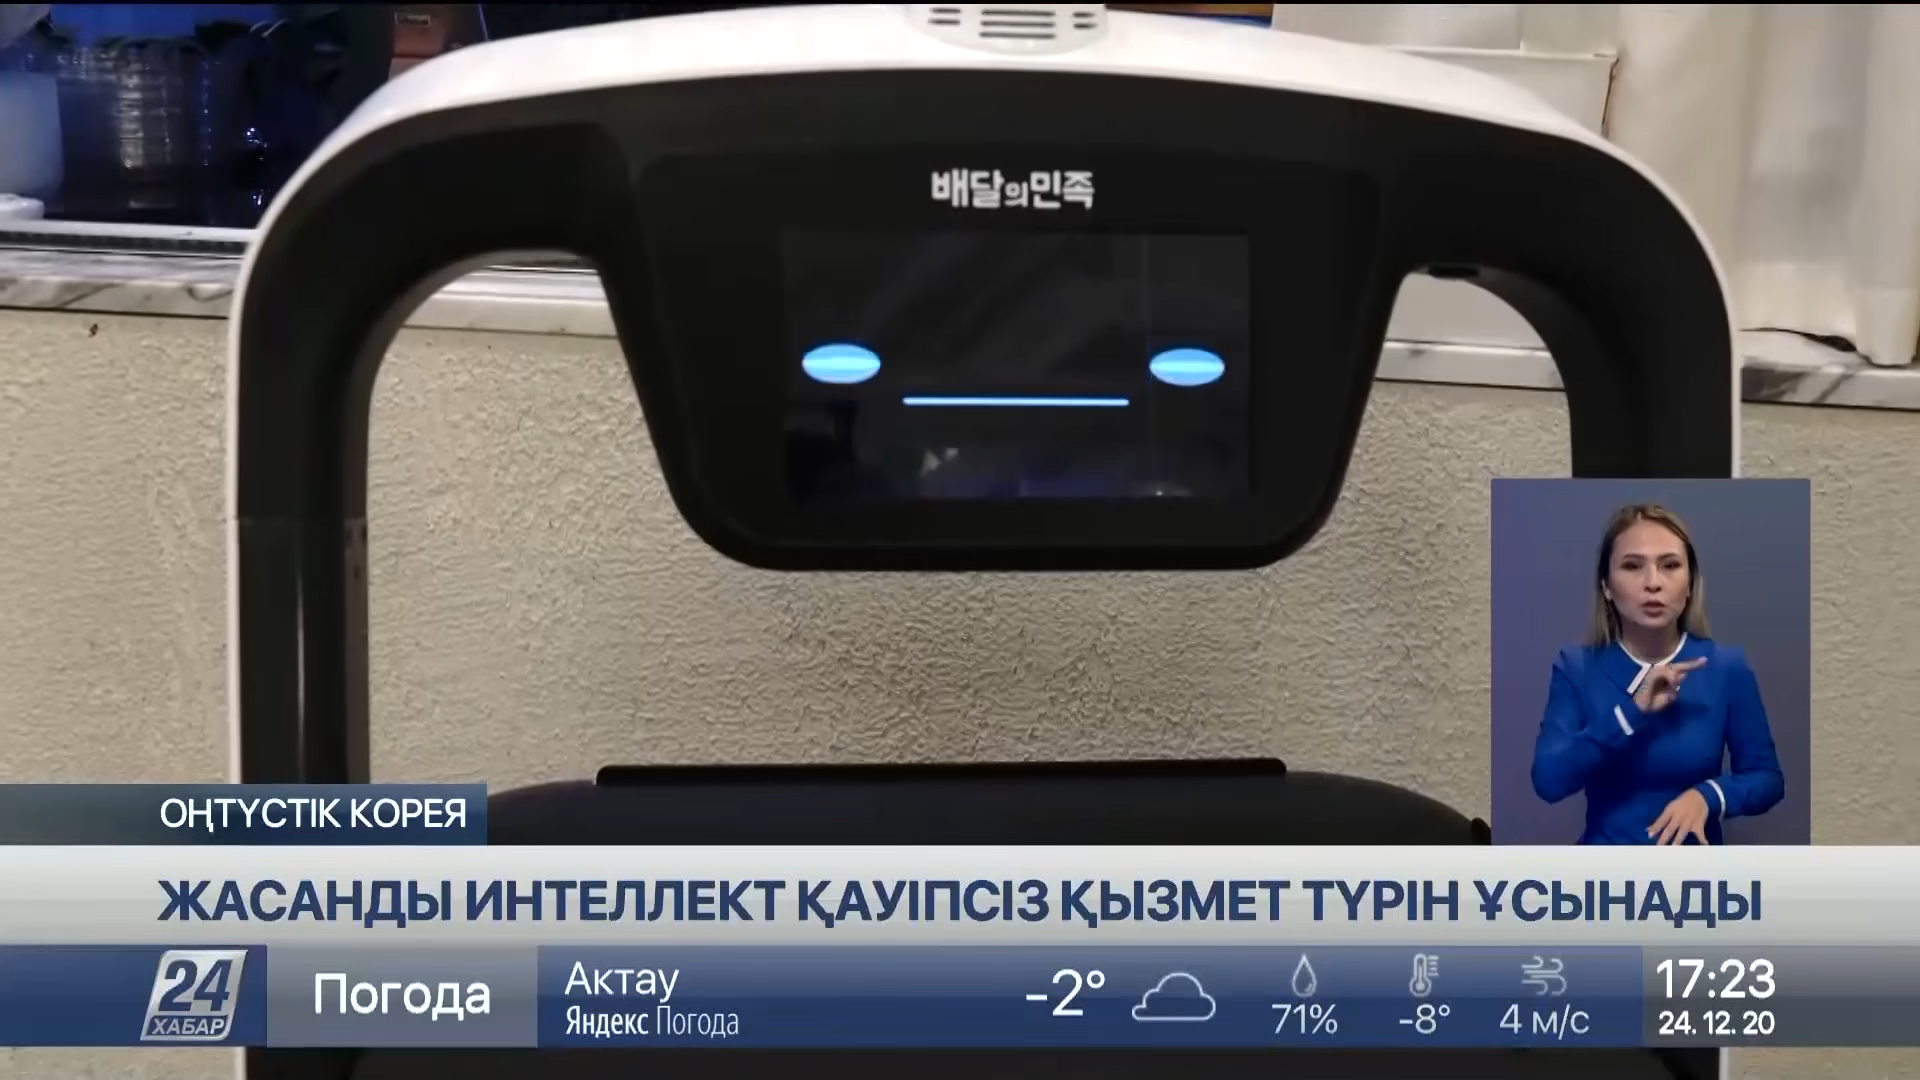 배달의민족
ОҢТҮСТІК КОРЕЯ
ЖАСАНДЫ ИНТЕЛЛЕКТ ҚАУІПСІЗ ҚЫЗМЕТ ТҮРІН ҰСЫНАДЫ
24 ХАБАР
Погода
Актау
Яндекс Погода
-2°
71%
-8°
4 м/с
17:23
24. 12. 20